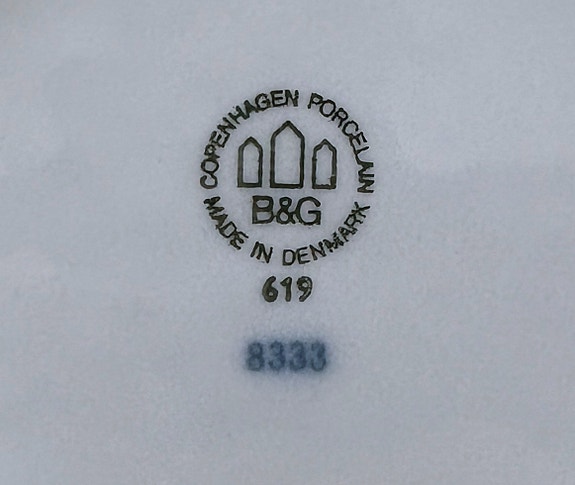 COPENHAGEN PORCELAIN
B&G
MADE IN DENMARK
619
8333